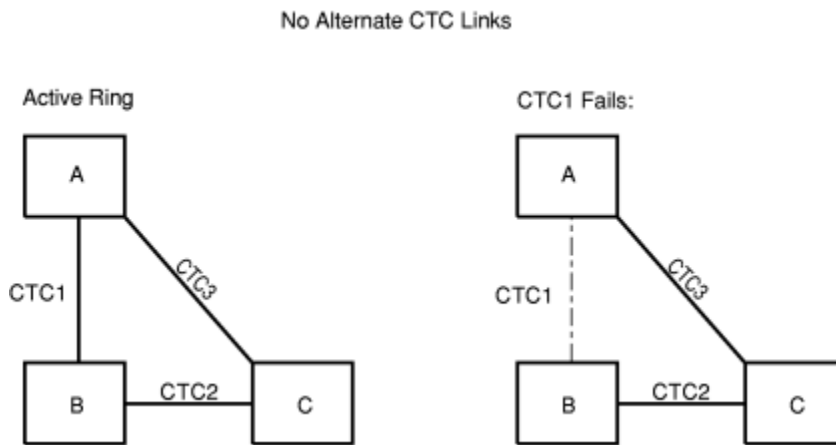 No Alternate CTC Links
Active Ring
A
CTC1
CTC3
B
CTC2
C
CTC1 Fails:
A
CTC1
CTC3
B
CTC2
C